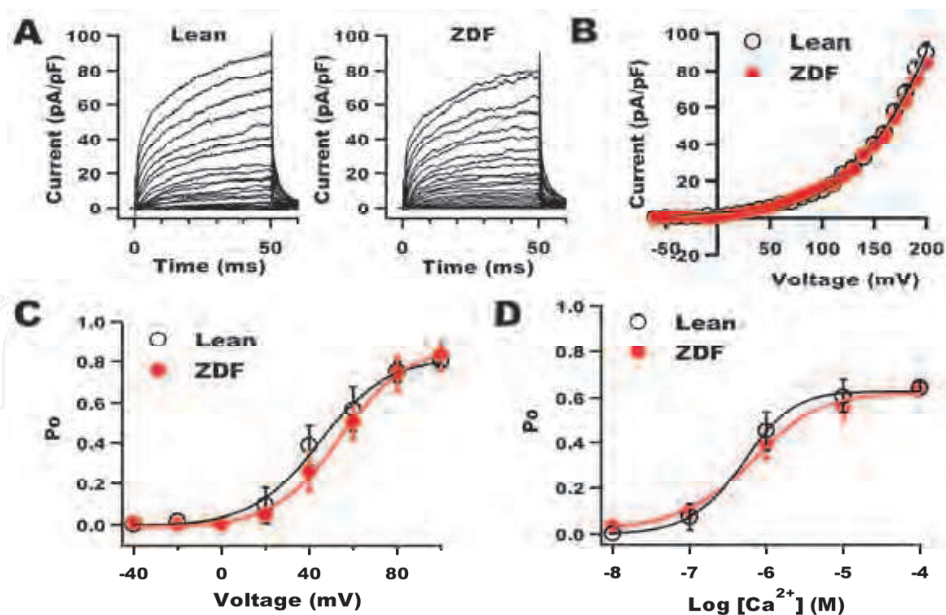 A
Lean
ZDF
Current (pA/pF)
100
80
60
40
20
0
0
50
Time (ms)
Current (pA/pF)
100
80
60
40
20
0
0
50
Time (ms)
B
Lean
ZDF
Current (pA/pF)
100
80
60
40
20
-20
-50
50
100
150
200
Voltage (mV)
C
Lean
ZDF
Po
1.0
0.8
0.6
0.4
0.2
0.0
-40
0
40
80
Voltage (mV)
D
Lean
ZDF
Po
1.0
0.8
0.6
0.4
0.2
0.0
-8
-7
-6
-5
-4
Log [Ca²⁺] (M)